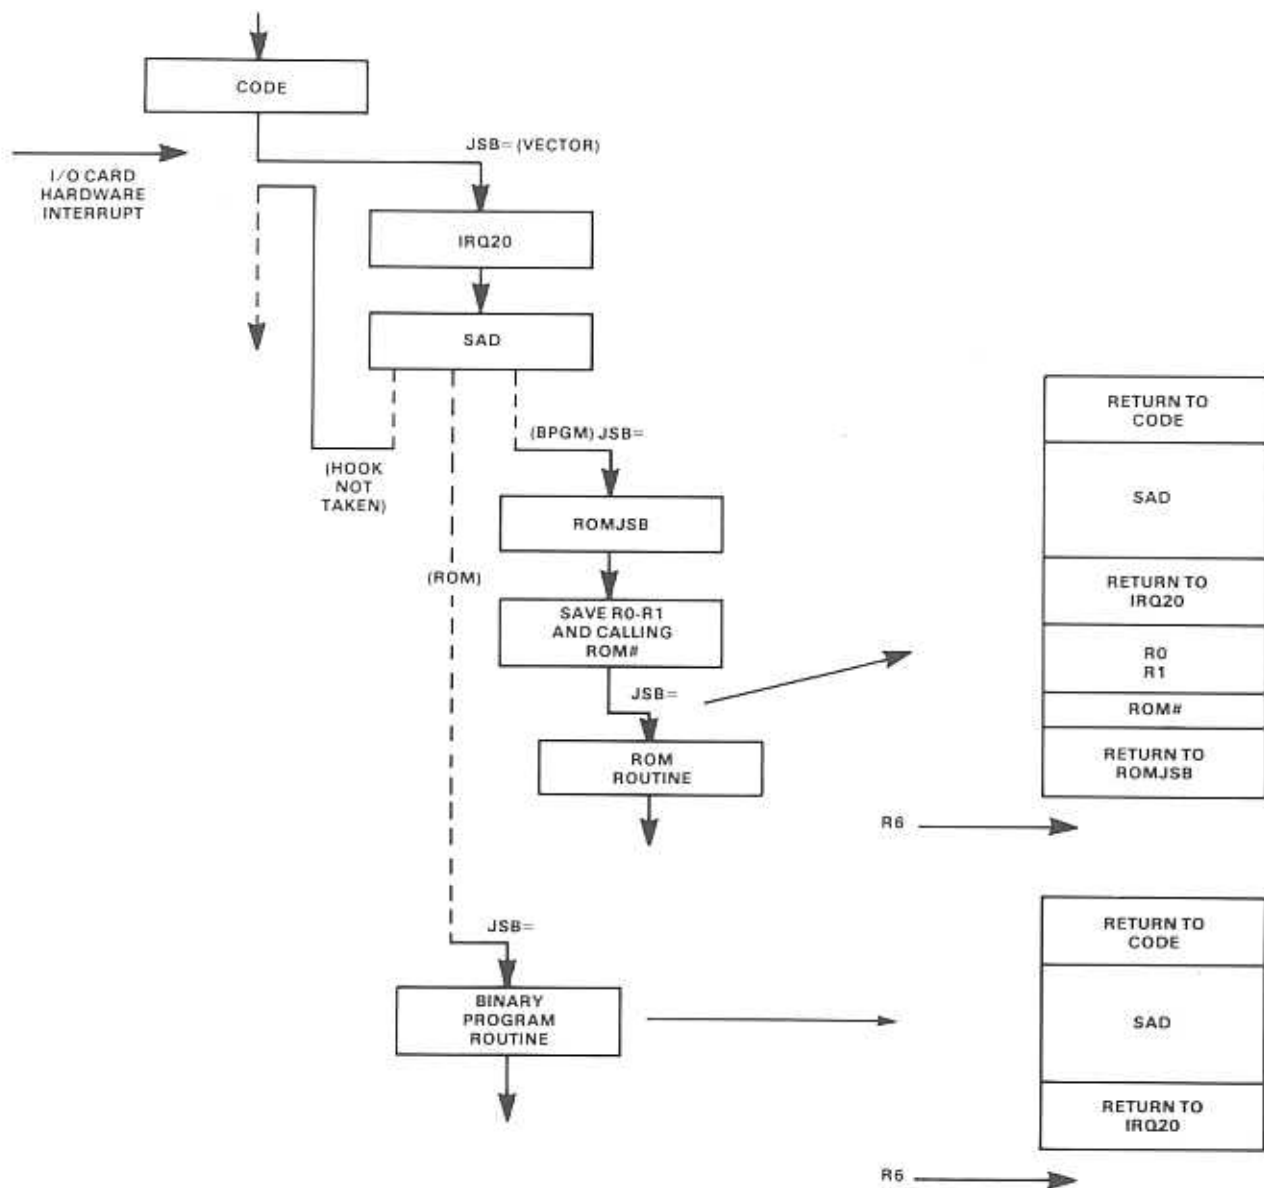 CODE
JSB= (VECTOR)
I/O CARD
HARDWARE
INTERRUPT
IRQ20
SAD
(BPGM) JSB=
(HOOK
NOT
TAKEN)
ROMJSB
(ROM)
SAVE R0-R1
AND CALLING
ROM#
JSB=
ROM
ROUTINE
RETURN TO
CODE
SAD
RETURN TO
IRQ20
R0
R1
ROM#
RETURN TO
ROMJSB
R6
JSB=
BINARY
PROGRAM
ROUTINE
RETURN TO
CODE
SAD
RETURN TO
IRQ20
R6